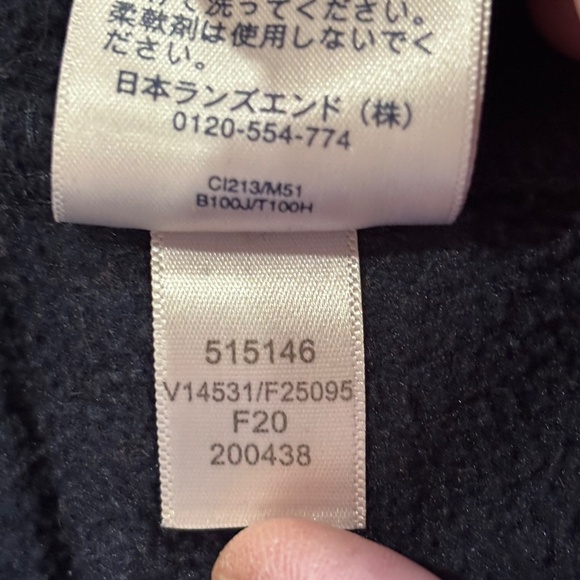 洗ってください。
柔軟剤は使用しないでく
ださい。
日本ランズエンド（株）
0120-554-774
CI213/M51
B100J/T100H
515146
V14531/F25095
F20
200438